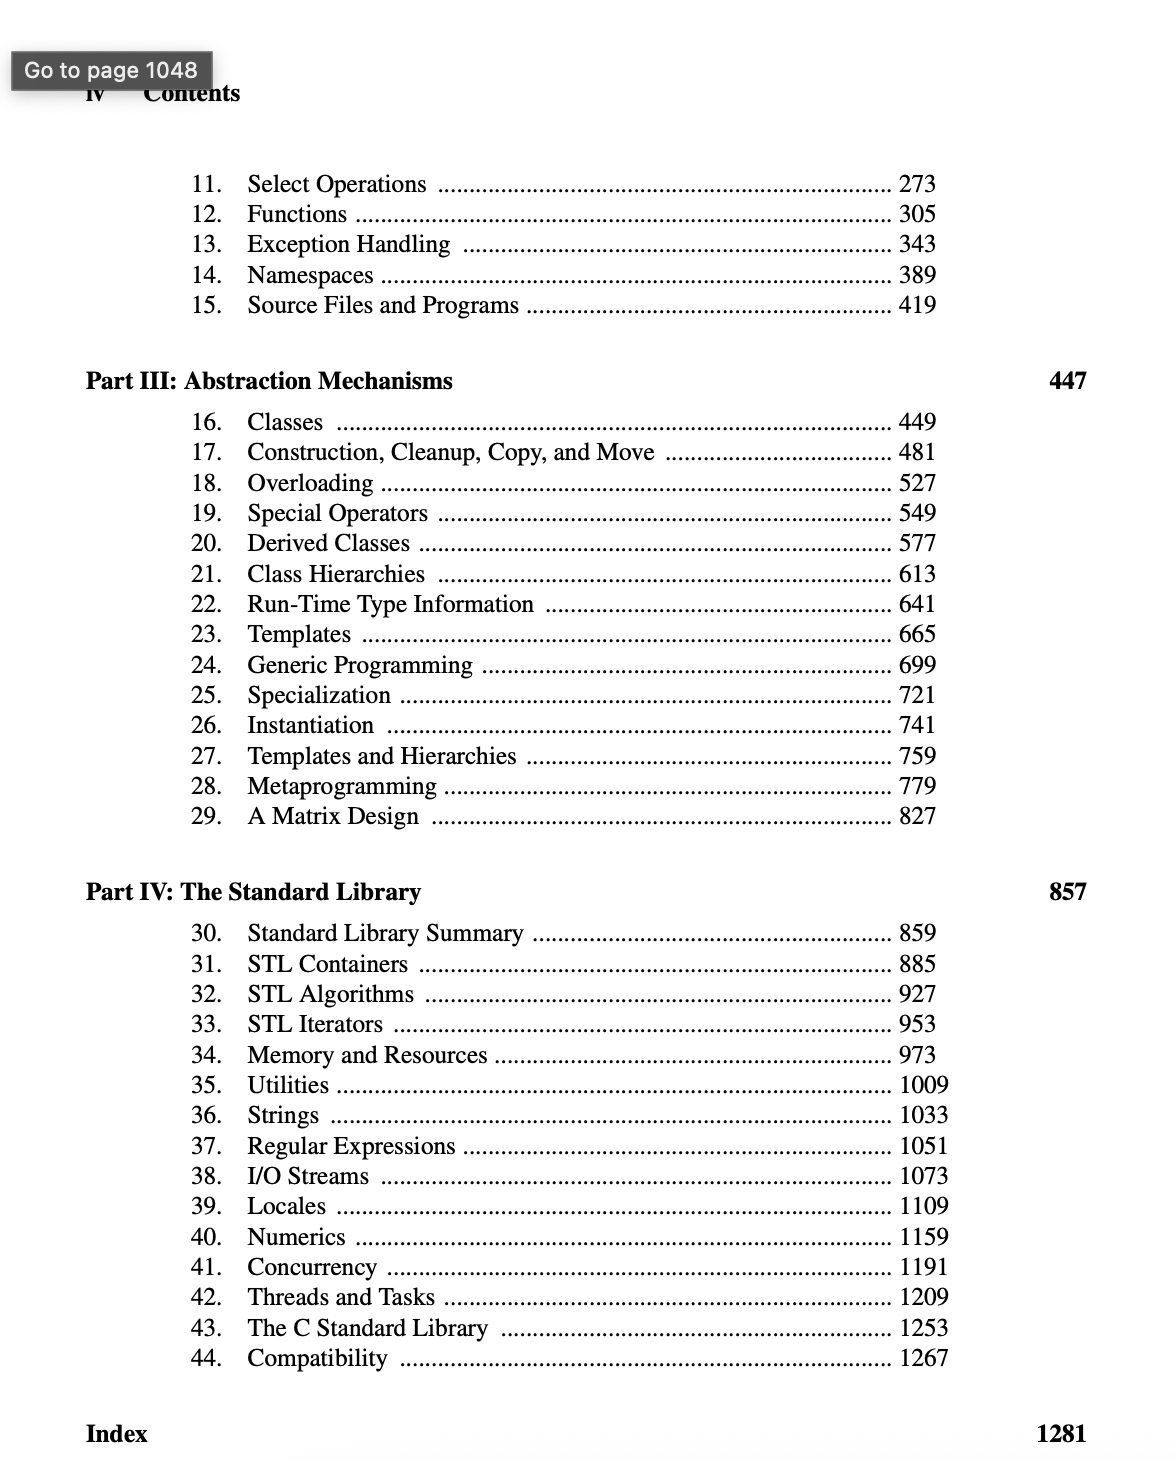 Go to page 1048
iv Contents
11. Select Operations ........................................................................ 273
12. Functions ..................................................................................... 305
13. Exception Handling .................................................................... 343
14. Namespaces ................................................................................. 389
15. Source Files and Programs .......................................................... 419
Part III: Abstraction Mechanisms 447
16. Classes ........................................................................................ 449
17. Construction, Cleanup, Copy, and Move .................................... 481
18. Overloading ................................................................................. 527
19. Special Operators ........................................................................ 549
20. Derived Classes ........................................................................... 577
21. Class Hierarchies ........................................................................ 613
22. Run-Time Type Information ....................................................... 641
23. Templates .................................................................................... 665
24. Generic Programming ................................................................. 699
25. Specialization .............................................................................. 721
26. Instantiation ................................................................................ 741
27. Templates and Hierarchies .......................................................... 759
28. Metaprogramming ....................................................................... 779
29. A Matrix Design ......................................................................... 827
Part IV: The Standard Library 857
30. Standard Library Summary ......................................................... 859
31. STL Containers ........................................................................... 885
32. STL Algorithms .......................................................................... 927
33. STL Iterators ............................................................................... 953
34. Memory and Resources ............................................................... 973
35. Utilities ........................................................................................ 1009
36. Strings ......................................................................................... 1033
37. Regular Expressions .................................................................... 1051
38. I/O Streams ................................................................................. 1073
39. Locales ........................................................................................ 1109
40. Numerics ..................................................................................... 1159
41. Concurrency ................................................................................ 1191
42. Threads and Tasks ....................................................................... 1209
43. The C Standard Library .............................................................. 1253
44. Compatibility .............................................................................. 1267
Index 1281